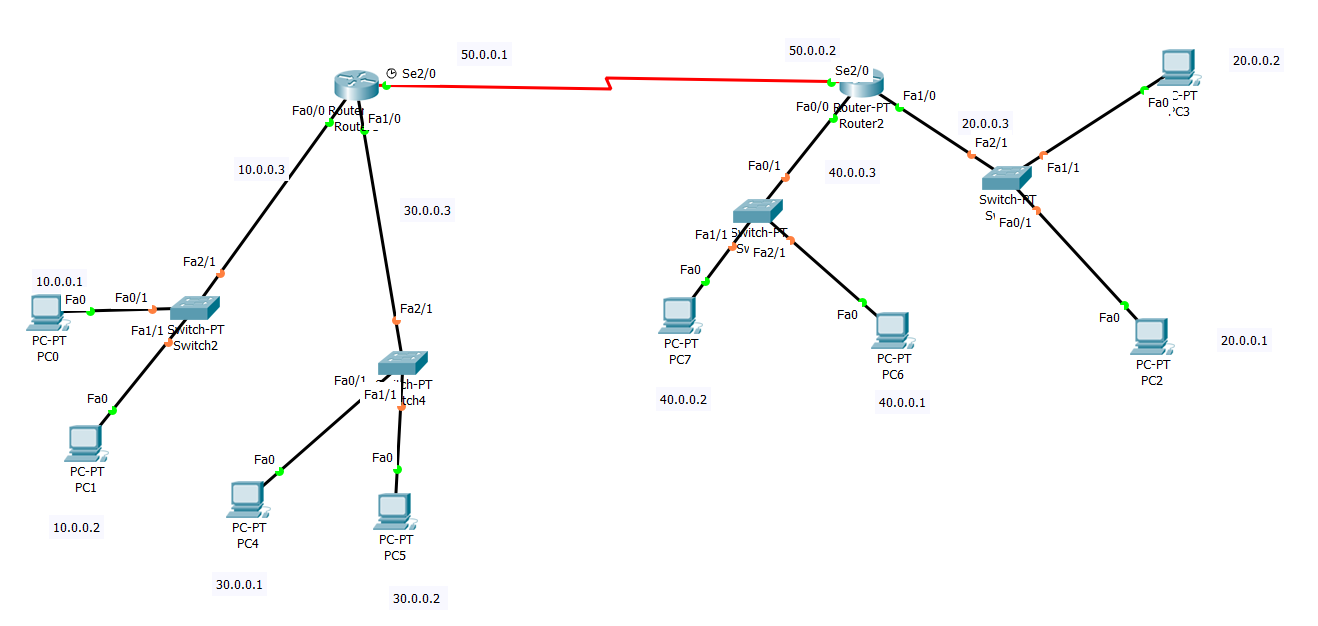 50.0.0.1
Se2/0
Fa0/0
Fa1/0
10.0.0.3
30.0.0.3
10.0.0.1
Fa0
Fa0/1
Fa2/1
Fa1/1
Switch-PT
Switch2
PC-PT
PC0
Fa0
PC-PT
PC1
10.0.0.2
Fa2/1
Fa1/1
Fa0
PC-PT
PC4
30.0.0.1
Fa0
PC-PT
PC5
30.0.0.2
50.0.0.2
Se2/0
Fa0/0
Router-PT
Router2
Fa1/0
Fa0/1
40.0.0.3
Fa1/1
Fa2/1
Fa0
PC-PT
PC7
40.0.0.2
Fa0
PC-PT
PC6
40.0.0.1
20.0.0.3
Fa2/1
Fa1/1
Fa0/1
Fa0
20.0.0.2
Fa0
PC-PT
PC2
20.0.0.1